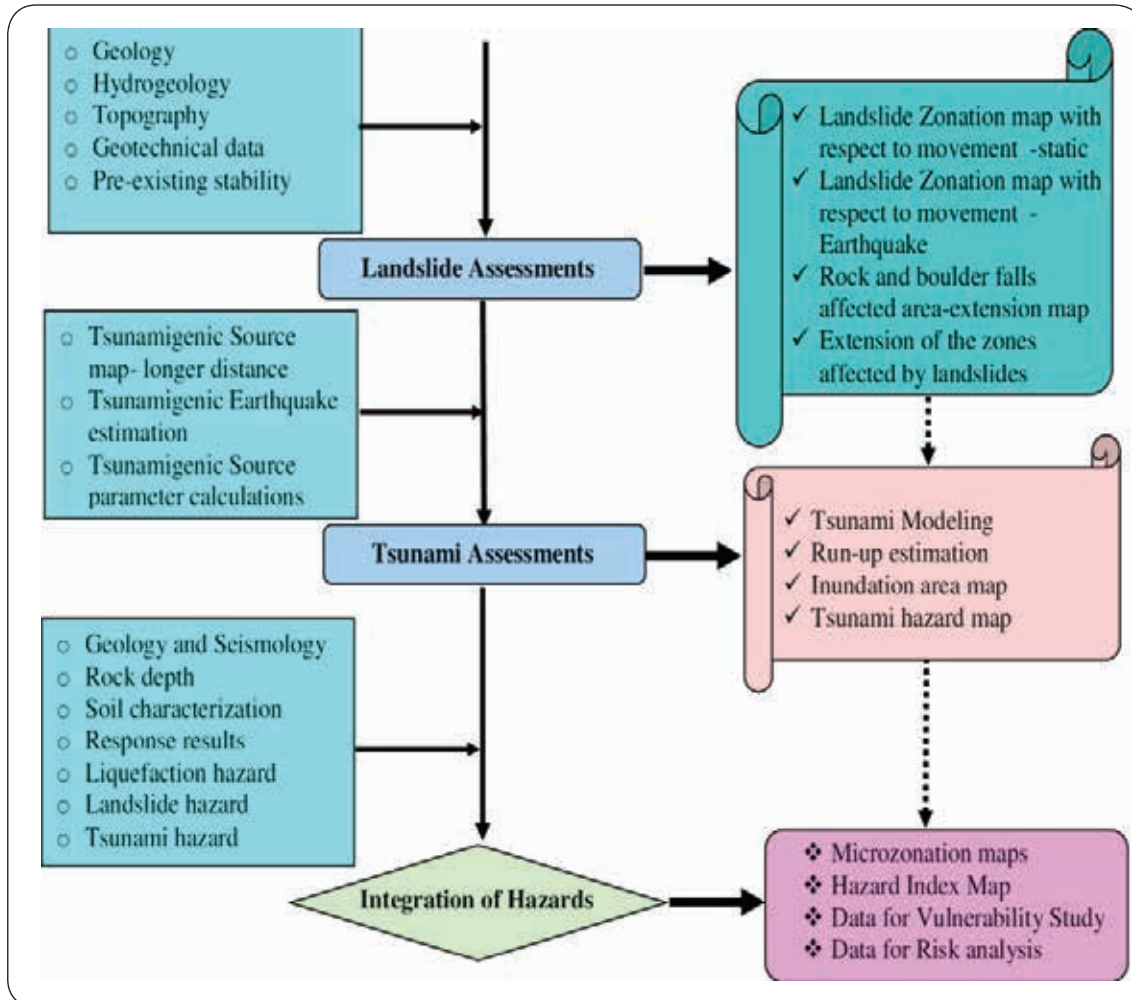 ○ Geology
○ Hydrogeology
○ Topography
○ Geotechnical data
○ Pre-existing stability
✓ Landslide Zonation map with
respect to movement -static
✓ Landslide Zonation map with
respect to movement -
Earthquake
✓ Rock and boulder falls
affected area-extension map
✓ Extension of the zones
affected by landslides
Landslide Assessments
○ Tsunamigenic Source
map- longer distance
○ Tsunamigenic Earthquake
estimation
○ Tsunamigenic Source
parameter calculations
✓ Tsunami Modeling
✓ Run-up estimation
✓ Inundation area map
✓ Tsunami hazard map
Tsunami Assessments
○ Geology and Seismology
○ Rock depth
○ Soil characterization
○ Response results
○ Liquefaction hazard
○ Landslide hazard
○ Tsunami hazard
Integration of Hazards
❖ Microzonation maps
❖ Hazard Index Map
❖ Data for Vulnerability Study
❖ Data for Risk analysis